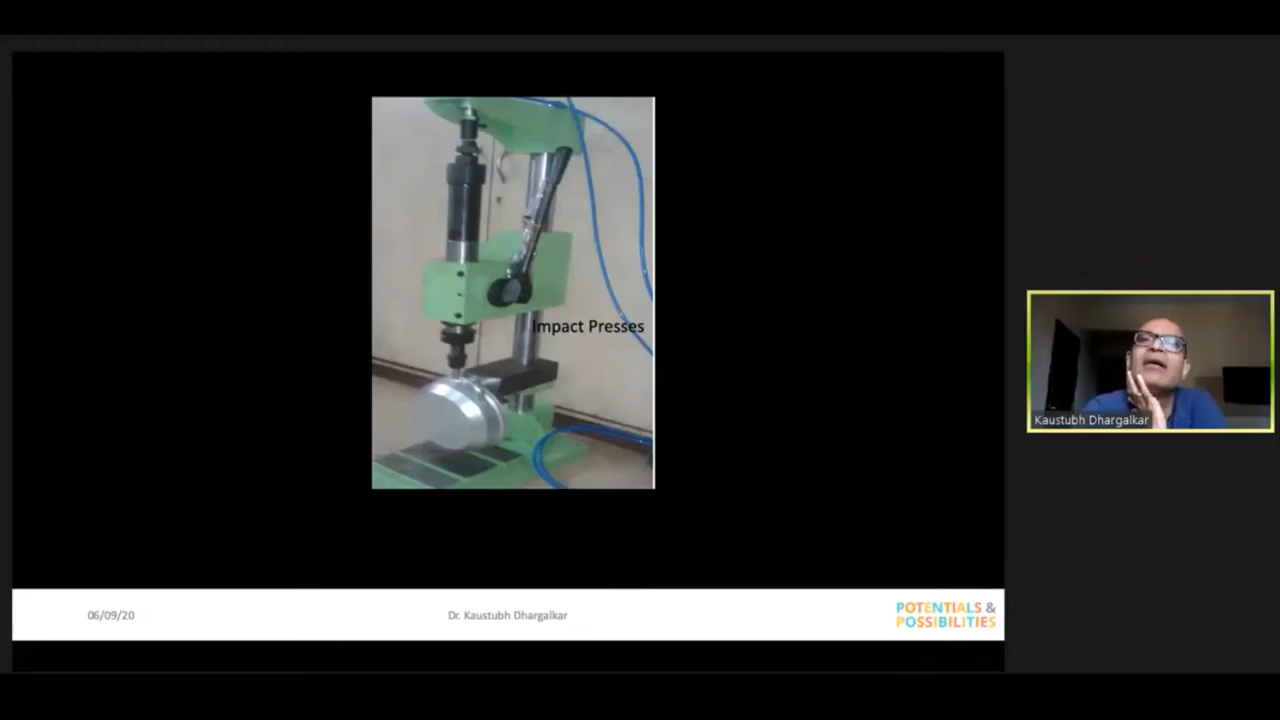 Impact Presses
Kaustubh Dhargalkar
06/09/20
Dr. Kaustubh Dhargalkar
POTENTIALS &
POSSIBILITIES